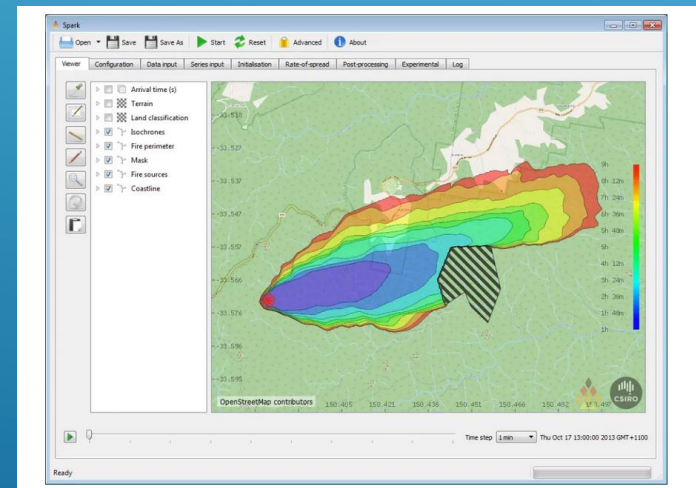 Spark
Open Save Save As Start Reset Advanced About
Viewer Configuration Data input Series input Initialisation Rate-of-spread Post-processing Experimental Log
Arrival time (s)
Terrain
Land classification
Isochrones
Fire perimeter
Mask
Fire sources
Coastline
-33.518
-33.527
-33.537
-33.547
-33.557
-33.566
-33.576
-33.586
-33.595
9h
8h 12m
7h 24m
6h 36m
5h 48m
5h
4h 12m
3h 24m
2h 36m
1h 48m
1h
OpenStreetMap contributors
150.405 150.421 150.436 150.451 150.466 150.482 150.497
CSIRO
Time step 1 min Thu Oct 17 13:00:00 2013 GMT+1100
Ready